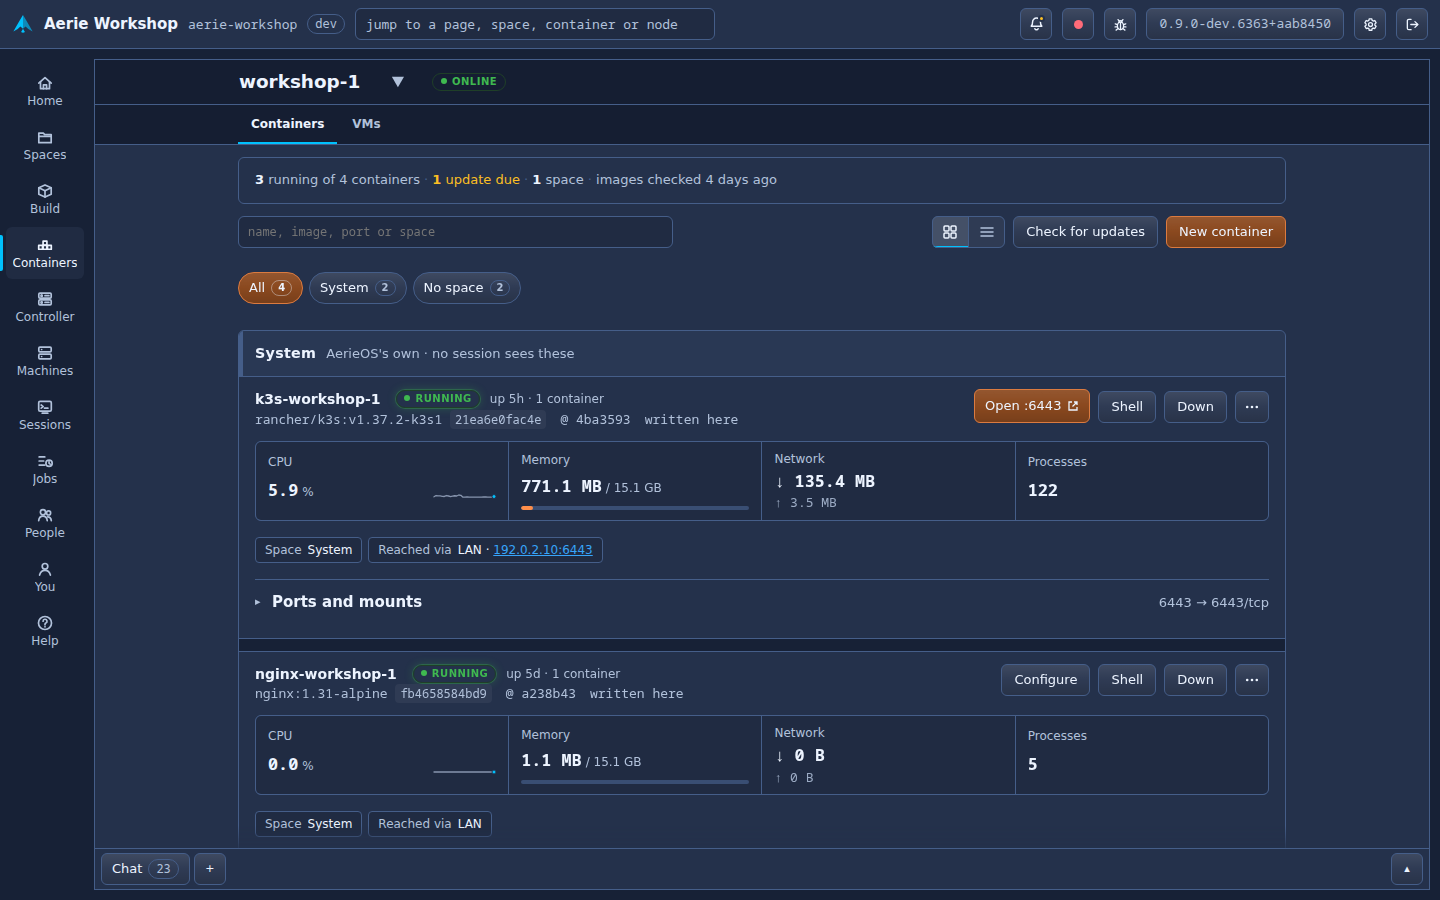 Aerie Workshop aerie-workshop dev jump to a page, space, container or node 0.9.0-dev.6363+aab8450
Home
Spaces
Build
Containers
Controller
Machines
Sessions
Jobs
People
You
Help
workshop-1 ▼ ONLINE
Containers VMs
3 running of 4 containers · 1 update due · 1 space · images checked 4 days ago
name, image, port or space Check for updates New container
All 4 System 2 No space 2
System AerieOS's own · no session sees these
k3s-workshop-1 RUNNING up 5h · 1 container Open :6443 Shell Down ...
rancher/k3s:v1.37.2-k3s1 21ea6e0fac4e @ 4ba3593 written here
CPU Memory Network Processes
5.9 % 771.1 MB / 15.1 GB ↓ 135.4 MB 122
↑ 3.5 MB
Space System Reached via LAN · 192.0.2.10:6443
▸ Ports and mounts 6443 → 6443/tcp
nginx-workshop-1 RUNNING up 5d · 1 container Configure Shell Down ...
nginx:1.31-alpine fb4658584bd9 @ a238b43 written here
CPU Memory Network Processes
0.0 % 1.1 MB / 15.1 GB ↓ 0 B 5
↑ 0 B
Space System Reached via LAN
Chat 23 + ▲